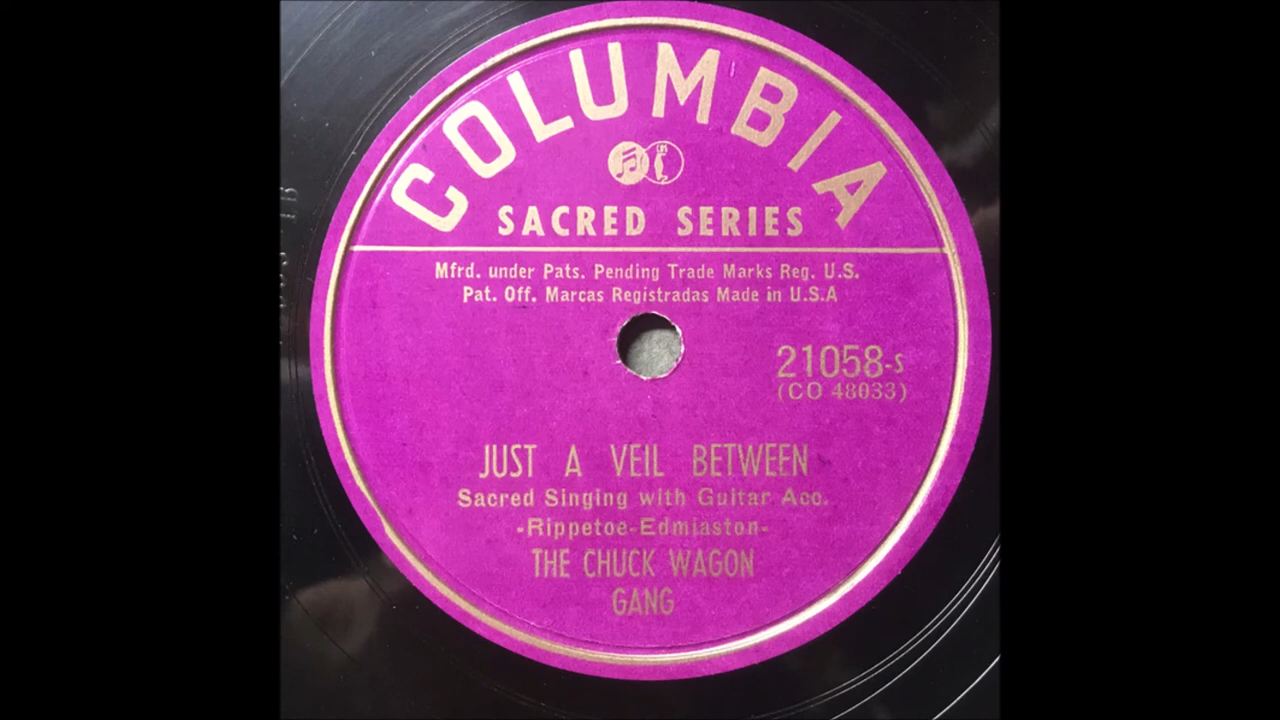 COLUMBIA
SACRED SERIES
Mfrd. under Pats. Pending Trade Marks Reg. U.S.
Pat. Off. Marcas Registradas Made in U.S.A
21058-S
(CO 48033)
JUST A VEIL BETWEEN
Sacred Singing with Guitar Acc.
-Rippetoe-Edmiaston-
THE CHUCK WAGON
GANG